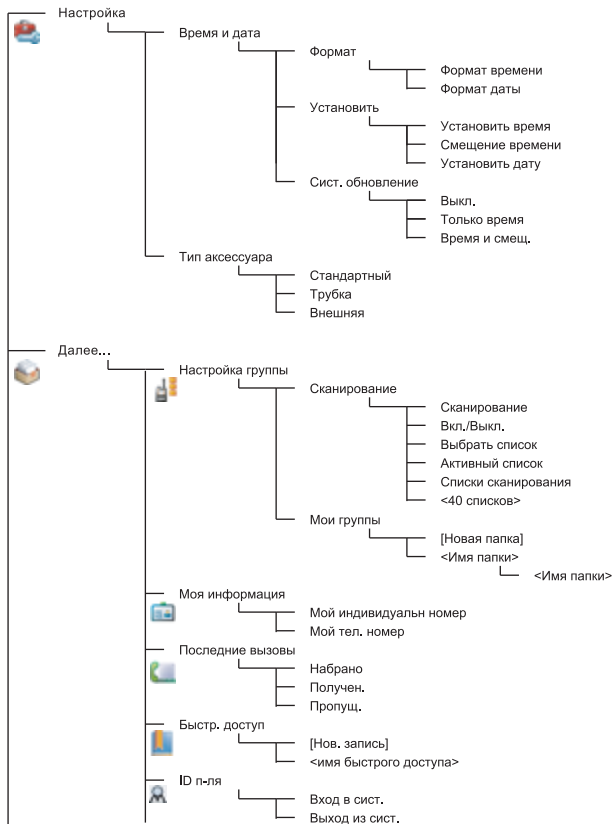 Настройка
Время и дата
Формат
Формат времени
Формат даты
Установить
Установить время
Смещение времени
Установить дату
Сист. обновление
Выкл.
Только время
Время и смещ.
Тип аксессуара
Стандартный
Трубка
Внешняя
Далее...
Настройка группы
Сканирование
Сканирование
Вкл./Выкл.
Выбрать список
Активный список
Списки сканирования
<40 списков>
Мои группы
[Новая папка]
<Имя папки>
<Имя папки>
Моя информация
Мой индивидуальн номер
Мой тел. номер
Последние вызовы
Набрано
Получен.
Пропущ.
Быстр. доступ
[Нов. запись]
<имя быстрого доступа>
ID п-ля
Вход в сист.
Выход из сист.